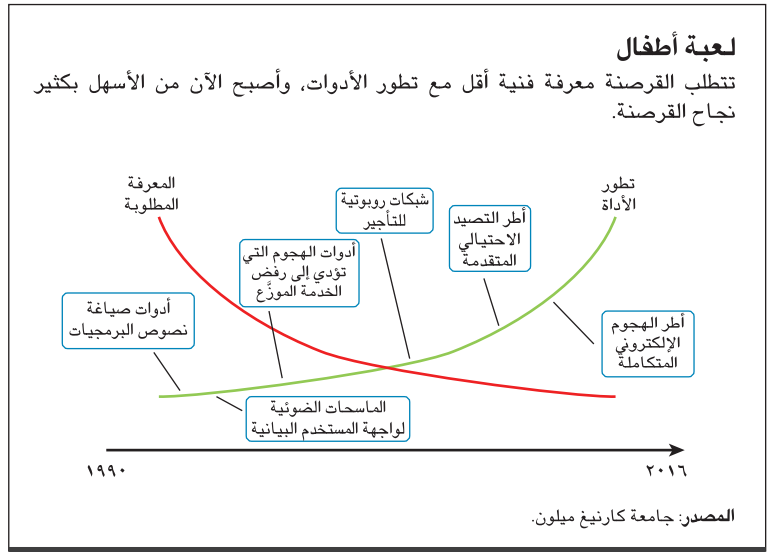 لعبة أطفال
تتطلب القرصنة معرفة فنية أقل مع تطور الأدوات، وأصبح الآن من الأسهل بكثير
نجاح القرصنة.
تطور
الأداة
المعرفة
المطلوبة
أطر التصيد
الاحتيالي
المتقدمة
شبكات روبوتية
للتأجير
أدوات الهجوم التي
تؤدي إلى رفض
الخدمة الموزَّع
أدوات صياغة
نصوص البرمجيات
أطر الهجوم
الإلكتروني
المتكاملة
الماسحات الضوئية
لواجهة المستخدم البيانية
١٩٩٠
٢٠١٦
المصدر: جامعة كارنيغ ميلون.